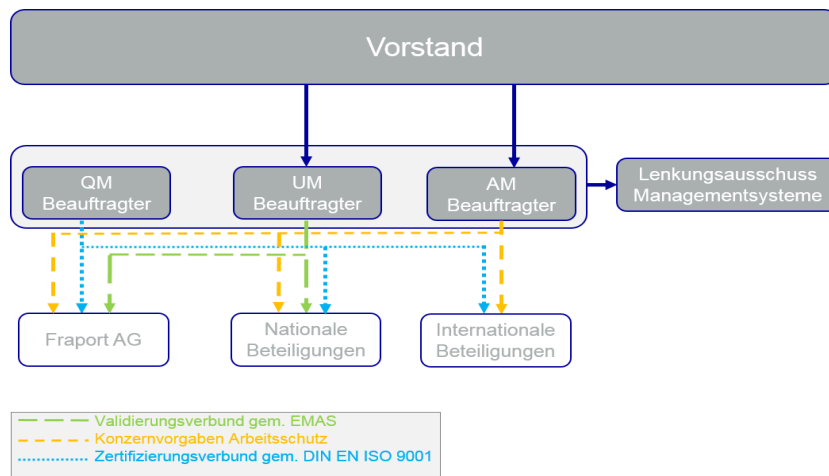 Vorstand
QM
Beauftragter
UM
Beauftragter
AM
Beauftragter
Lenkungsausschuss
Managementsysteme
Fraport AG
Nationale
Beteiligungen
Internationale
Beteiligungen
Validierungsverbund gem. EMAS
Konzernvorgaben Arbeitsschutz
Zertifizierungsverbund gem. DIN EN ISO 9001